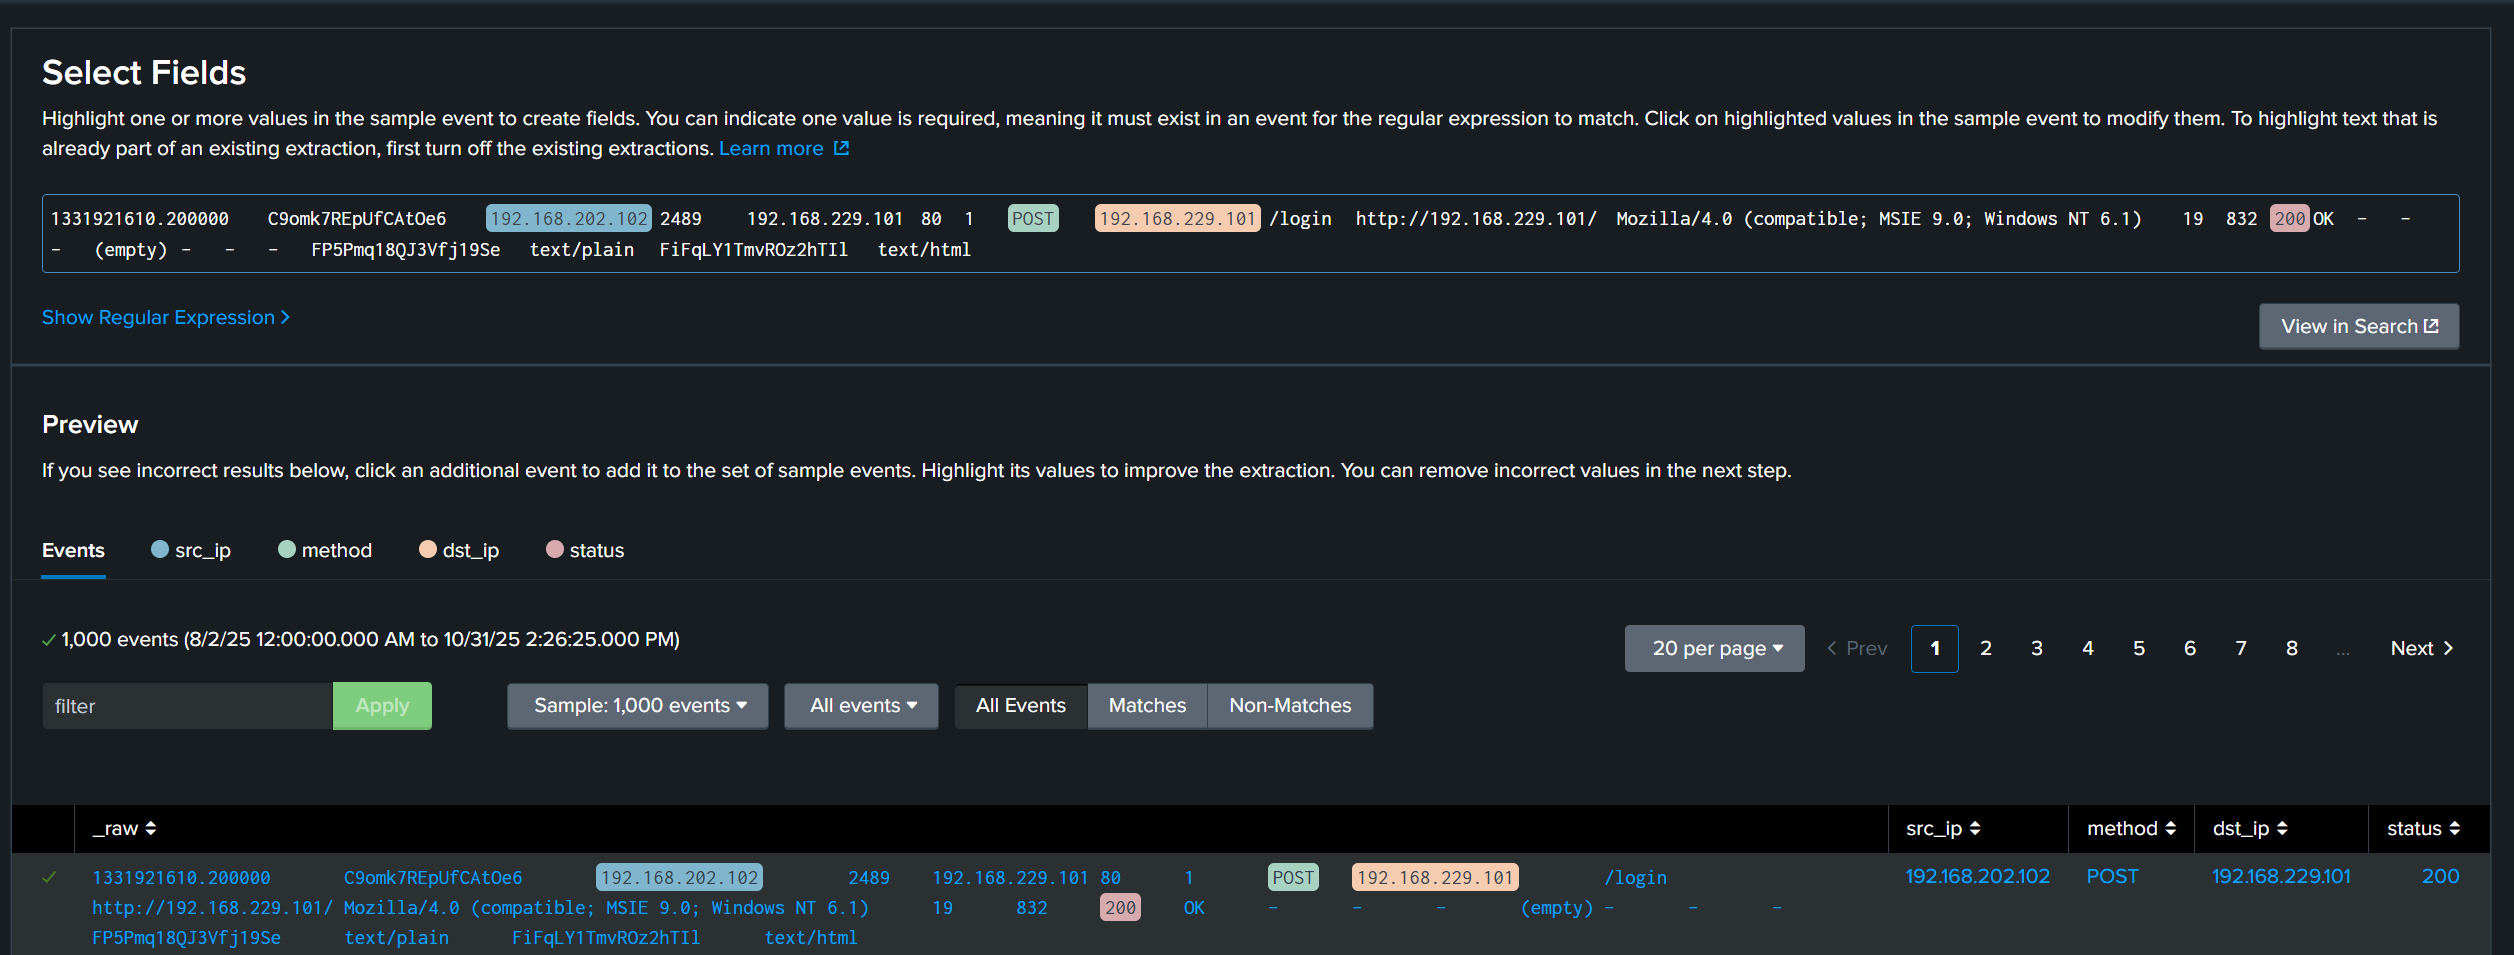 Select Fields
Highlight one or more values in the sample event to create fields. You can indicate one value is required, meaning it must exist in an event for the regular expression to match. Click on highlighted values in the sample event to modify them. To highlight text that is
already part of an existing extraction, first turn off the existing extractions. Learn more
1331921610.200000 C9omk7REpUfCAtOe6 192.168.202.102 2489 192.168.229.101 80 1 POST 192.168.229.101 /login http://192.168.229.101/ Mozilla/4.0 (compatible; MSIE 9.0; Windows NT 6.1) 19 832 200 OK - -
- (empty) - - - FP5Pmq18QJ3Vfj19Se text/plain FiFqLY1TmvROz2hTIl text/html
Show Regular Expression
View in Search
Preview
If you see incorrect results below, click an additional event to add it to the set of sample events. Highlight its values to improve the extraction. You can remove incorrect values in the next step.
Events src_ip method dst_ip status
1,000 events (8/2/25 12:00:00.000 AM to 10/31/25 2:26:25.000 PM)
20 per page Prev 1 2 3 4 5 6 7 8 ... Next
filter Apply Sample: 1,000 events All events All Events Matches Non-Matches
_raw src_ip method dst_ip status
1331921610.200000 C9omk7REpUfCAtOe6 192.168.202.102 2489 192.168.229.101 80 1 POST 192.168.229.101 /login 192.168.202.102 POST 192.168.229.101 200
http://192.168.229.101/ Mozilla/4.0 (compatible; MSIE 9.0; Windows NT 6.1) 19 832 200 OK - - - (empty) - - -
FP5Pmq18QJ3Vfj19Se text/plain FiFqLY1TmvROz2hTIl text/html